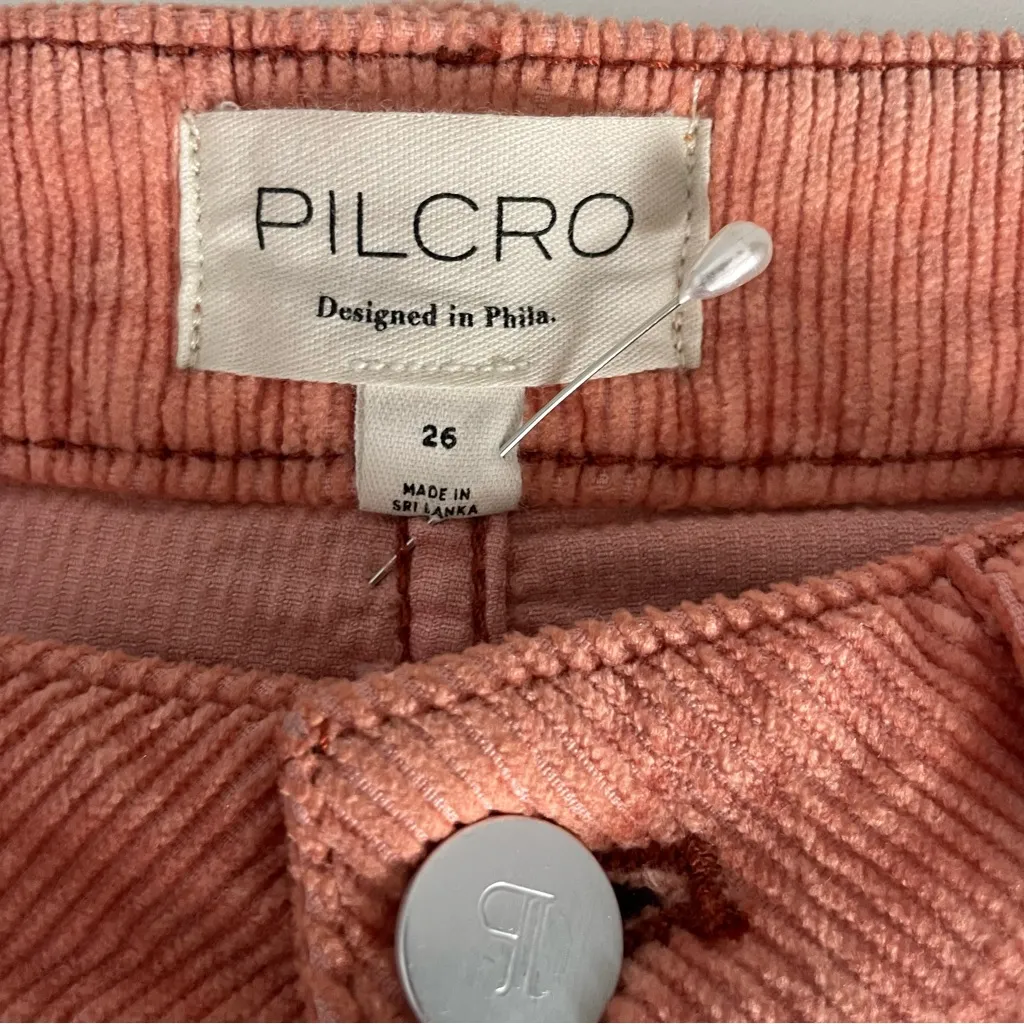 PILCRO
Designed in Phila.
26
MADE IN
SRI LANKA